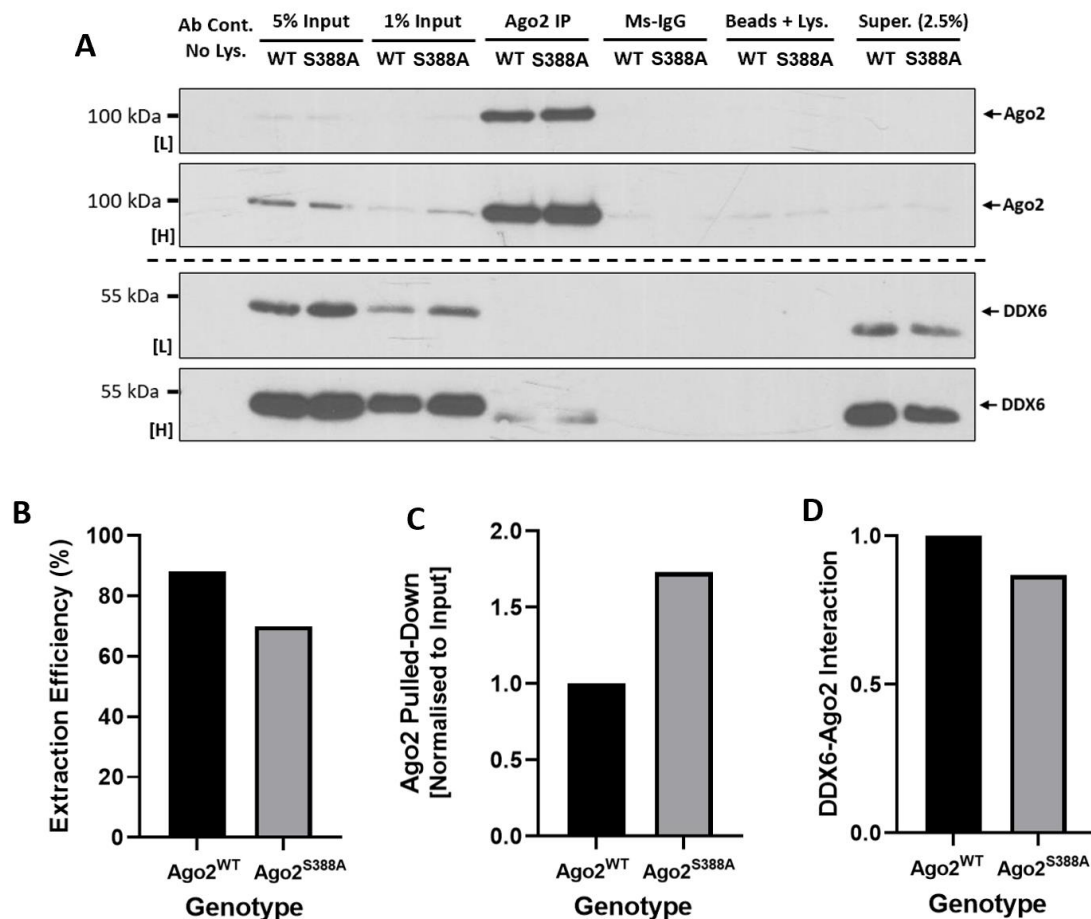 A
Ab Cont.
No Lys.
5% Input
1% Input
Ago2 IP
Ms-IgG
Beads + Lys.
Super. (2.5%)
WT S388A WT S388A WT S388A WT S388A WT S388A WT S388A
100 kDa
[L]
Ago2
100 kDa
[H]
Ago2
55 kDa
[L]
DDX6
55 kDa
[H]
DDX6
B
Extraction Efficiency (%)
100
80
60
40
20
0
Ago2WT Ago2S388A
Genotype
C
Ago2 Pulled-Down
[Normalised to Input]
2.0
1.5
1.0
0.5
0.0
Ago2WT Ago2S388A
Genotype
D
DDX6-Ago2 Interaction
1.0
0.5
0.0
Ago2WT Ago2S388A
Genotype